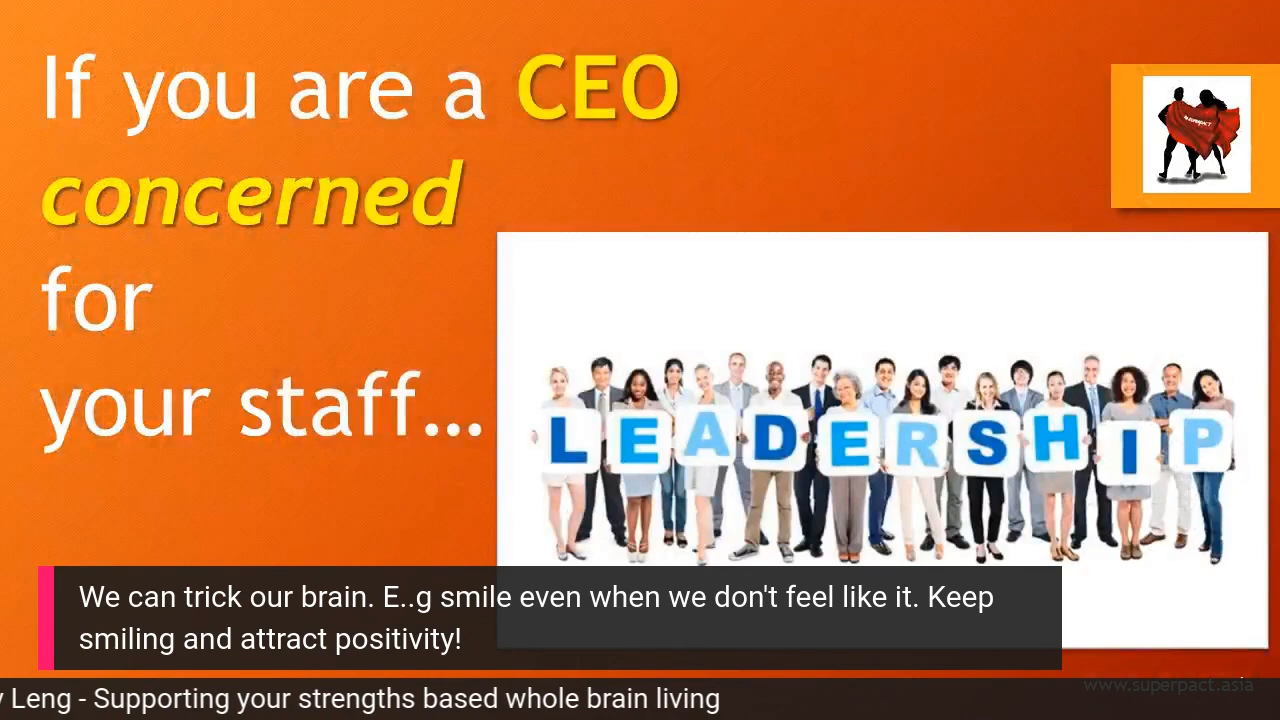 If you are a CEO
concerned
for
your staff...
LEADERSHIP
We can trick our brain. E..g smile even when we don't feel like it. Keep
smiling and attract positivity!
Leng - Supporting your strengths based whole brain living
www.superpact.asia